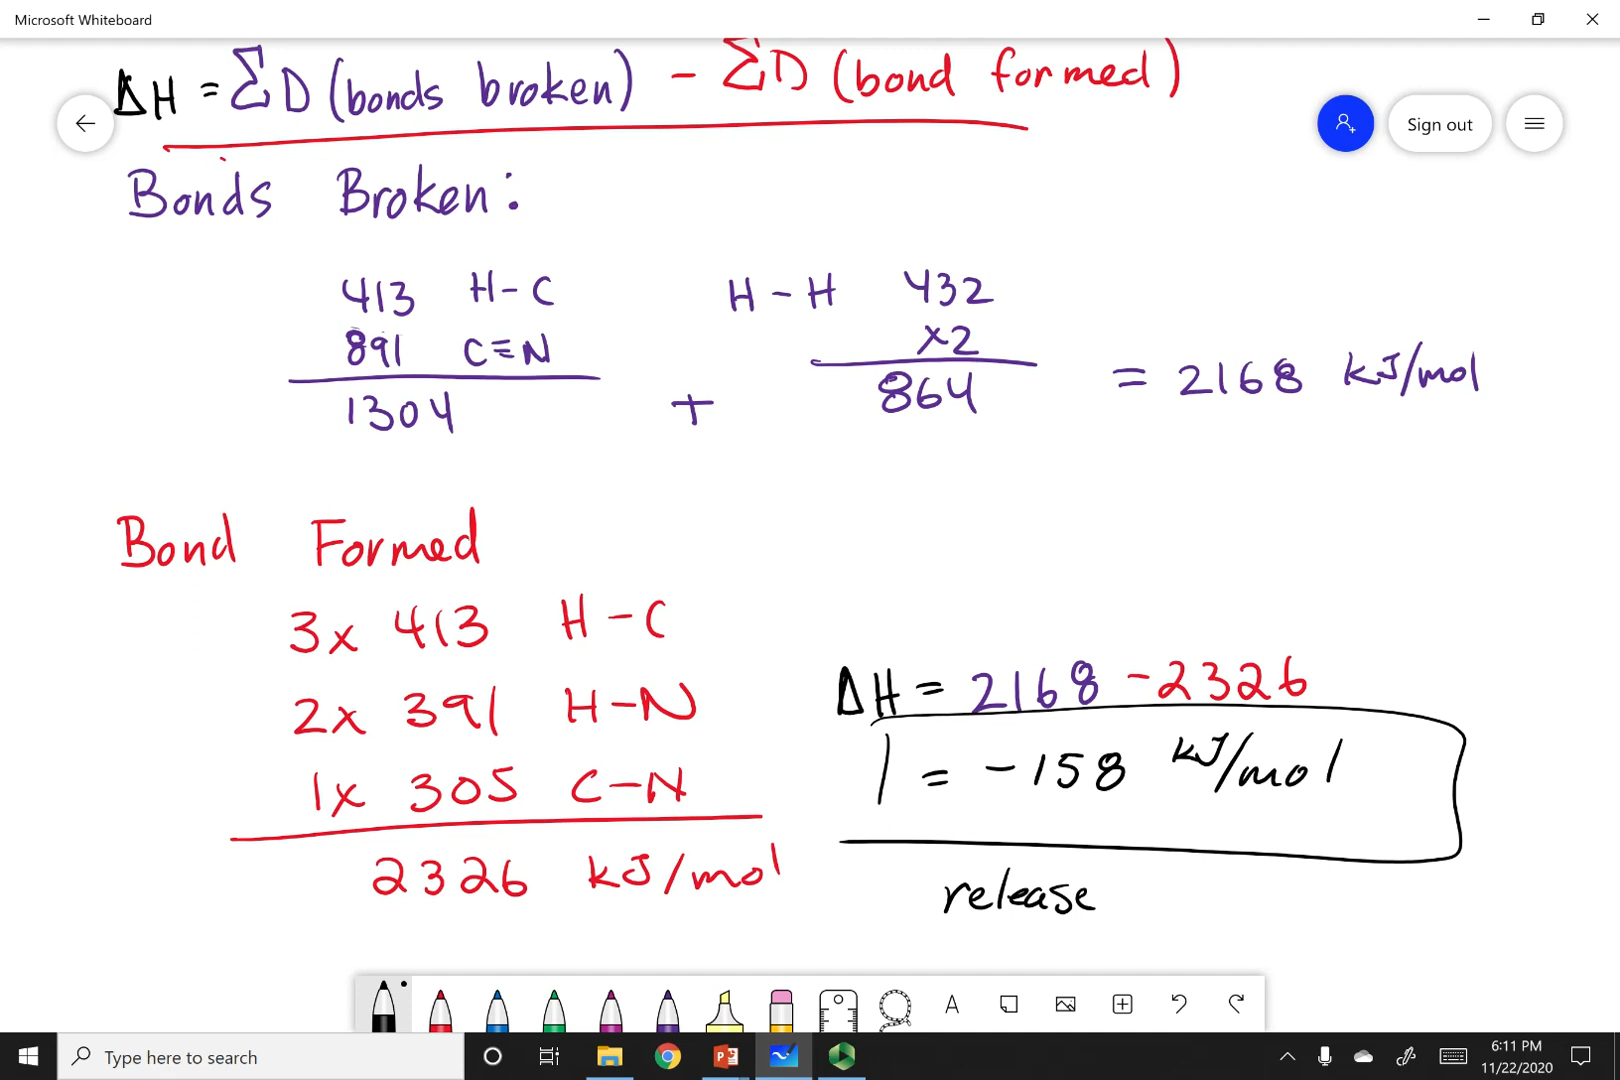 Microsoft Whiteboard
ΔH = ΣD (bonds broken) - ΣD (bond formed)
Sign out
Bonds Broken:
413 H-C
891 C≡N
1304
+
H-H 432
x2
864
= 2168 kJ/mol
Bond Formed
3x 413 H-C
2x 391 H-N
1x 305 C-N
2326 kJ/mol
ΔH = 2168 -2326
= -158 kJ/mol
release
A
Type here to search
6:11 PM
11/22/2020